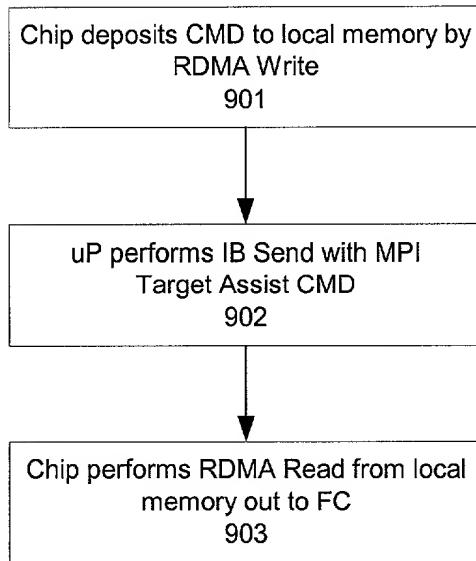 Chip deposits CMD to local memory by
RDMA Write
901
uP performs IB Send with MPI
Target Assist CMD
902
Chip performs RDMA Read from local
memory out to FC
903